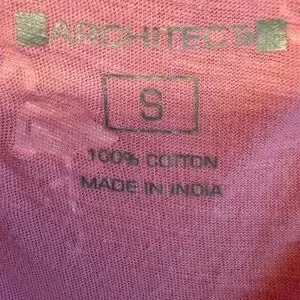 ARCHITECT
S
100% COTTON
MADE IN INDIA